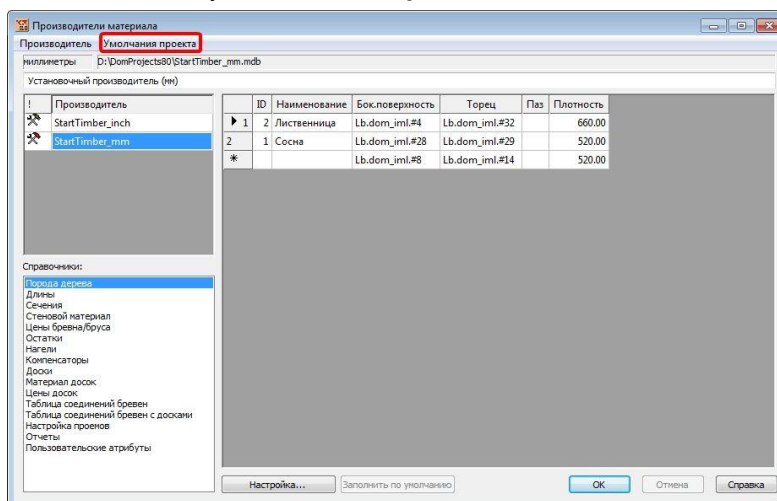 Производители материала
Производитель Умолчания проекта
миллиметры D:\DomProjects80\StartTimber_mm.mdb
Установочный производитель (мм)
! Производитель
StartTimber_inch
StartTimber_mm
ID Наименование Бок.поверхность Торец Паз Плотность
1 2 Лиственница Lb.dom_iml.#4 Lb.dom_iml.#32 660.00
2 1 Сосна Lb.dom_iml.#28 Lb.dom_iml.#29 520.00
* Lb.dom_iml.#8 Lb.dom_iml.#14 520.00
Справочники:
Порода дерева
Длины
Сечения
Стеновой материал
Цены бревна/бруса
Остатки
Нагели
Компенсаторы
Доски
Материал досок
Цены досок
Таблица соединений бревен
Таблица соединений бревен с досками
Настройка проемов
Отчеты
Пользовательские атрибуты
Настройка... Заполнить по умолчанию OK Отмена Справка